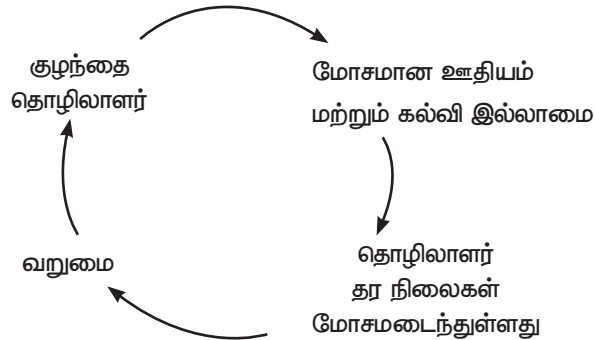 குழந்தை
தொழிலாளர்
மோசமான ஊதியம்
மற்றும் கல்வி இல்லாமை
தொழிலாளர்
தர நிலைகள்
மோசமடைந்துள்ளது
வறுமை